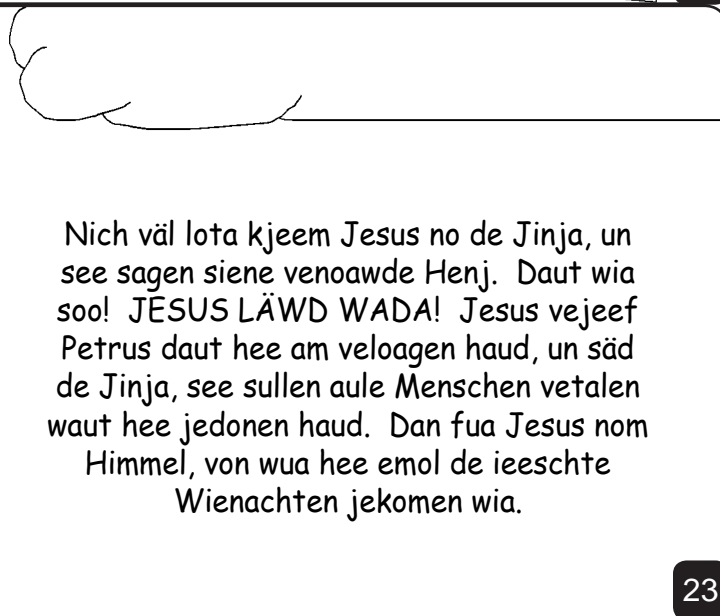 Nich väl lota kjeem Jesus no de Jinja, un
see sagen siene venoawde Henj.  Daut wia
soo!  JESUS LÄWD WADA!  Jesus vejeef
Petrus daut hee am veloagen haud, un säd
de Jinja, see sullen aule Menschen vetalen
waut hee jedonen haud.  Dan fua Jesus nom
Himmel, von wua hee emol de ieeschte
Wienachten jekomen wia.
23